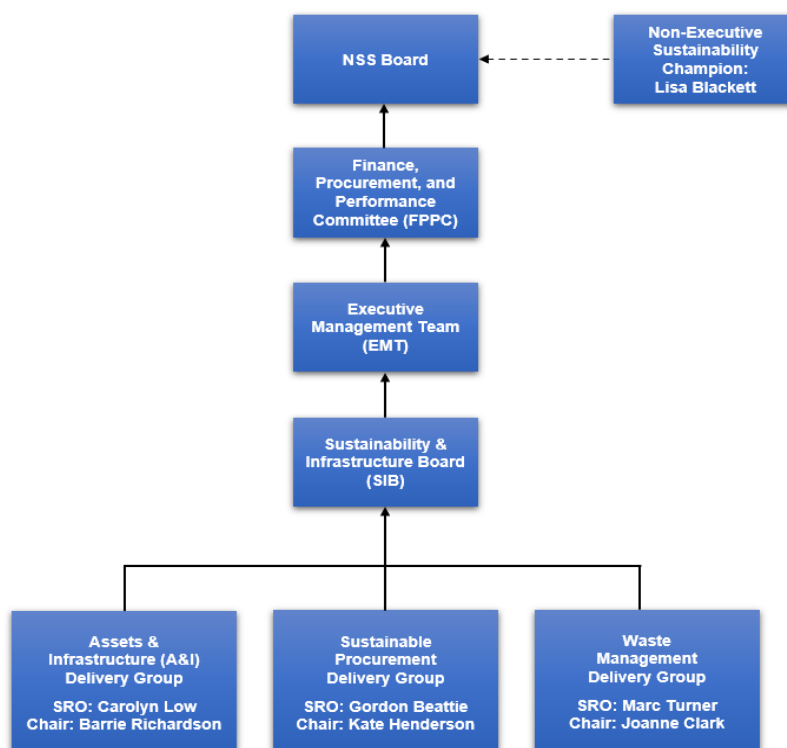 NSS Board
Non-Executive
Sustainability
Champion:
Lisa Blackett
Finance,
Procurement, and
Performance
Committee (FPPC)
Executive
Management Team
(EMT)
Sustainability &
Infrastructure Board
(SIB)
Assets &
Infrastructure (A&I)
Delivery Group
SRO: Carolyn Low
Chair: Barrie Richardson
Sustainable
Procurement
Delivery Group
SRO: Gordon Beattie
Chair: Kate Henderson
Waste
Management
Delivery Group
SRO: Marc Turner
Chair: Joanne Clark